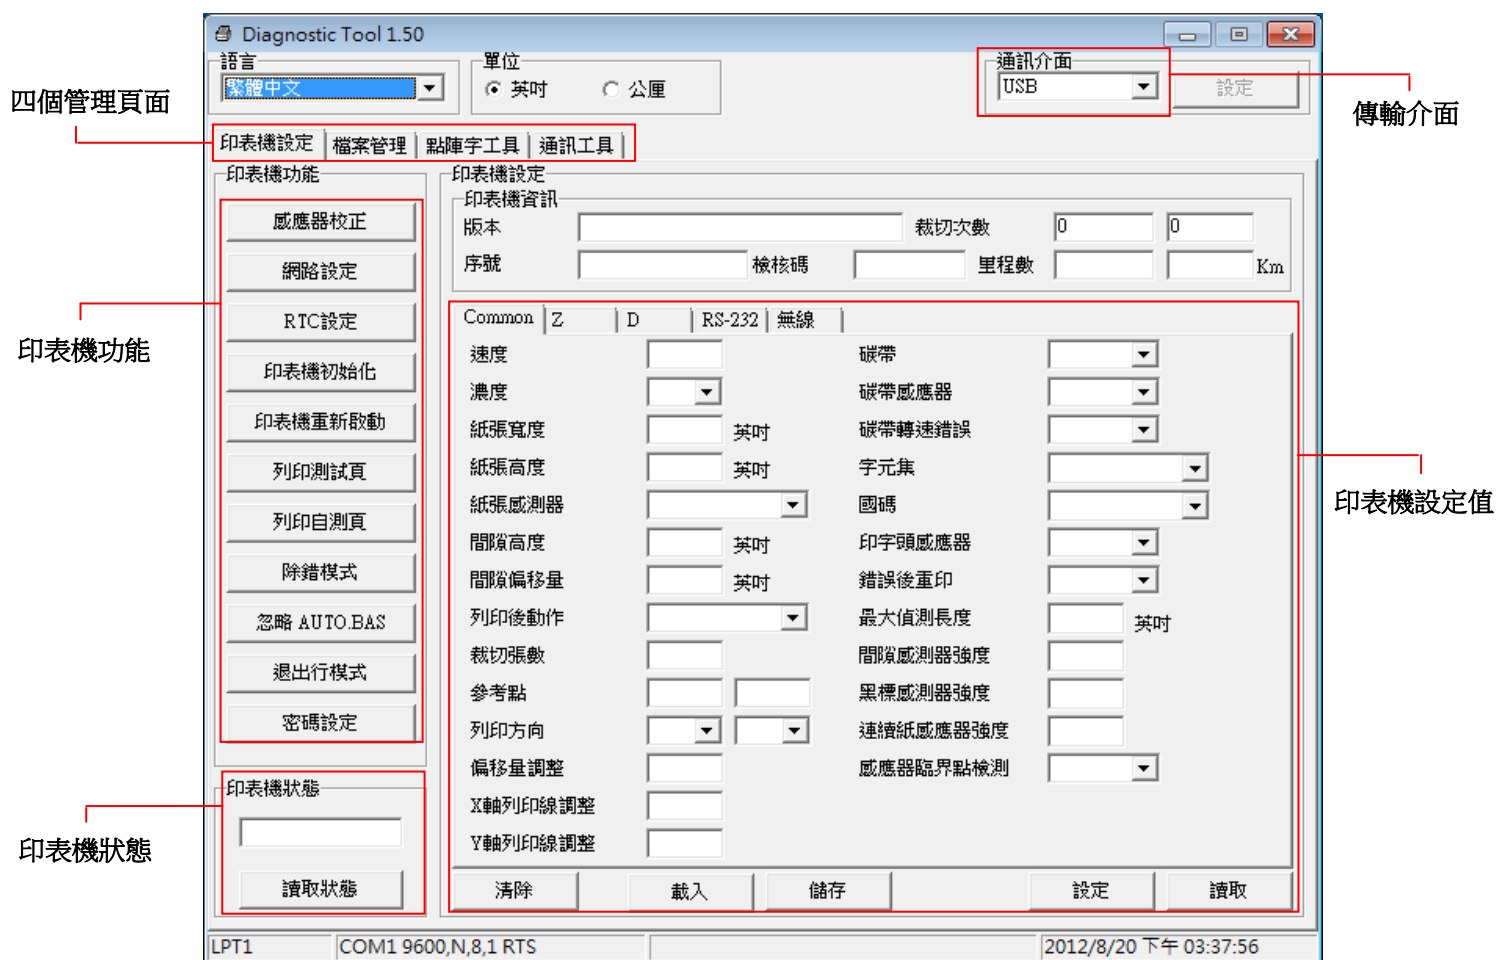 Diagnostic Tool 1.50
語言
單位
通訊介面
繁體中文
英吋
公厘
USB
設定
四個管理頁面
傳輸介面
印表機設定
檔案管理
點陣字工具
通訊工具
印表機功能
印表機設定
印表機資訊
版本
裁切次數
0
0
序號
檢核碼
里程數
Km
感應器校正
網路設定
RTC設定
印表機初始化
印表機重新啟動
列印測試頁
列印自測頁
除錯模式
忽略 AUTO.BAS
退出行模式
密碼設定
印表機功能
Common
Z
D
RS-232
無線
速度
碳帶
濃度
碳帶感應器
紙張寬度
英吋
碳帶轉速錯誤
紙張高度
英吋
字元集
紙張感測器
國碼
間隙高度
英吋
印字頭感應器
間隙偏移量
英吋
錯誤後重印
列印後動作
最大偵測長度
英吋
裁切張數
間隙感測器強度
參考點
黑標感測器強度
列印方向
連續紙感應器強度
偏移量調整
感應器臨界點檢測
X軸列印線調整
Y軸列印線調整
印表機設定值
印表機狀態
印表機狀態
讀取狀態
清除
載入
儲存
設定
讀取
LPT1
COM1 9600,N,8,1 RTS
2012/8/20 下午 03:37:56